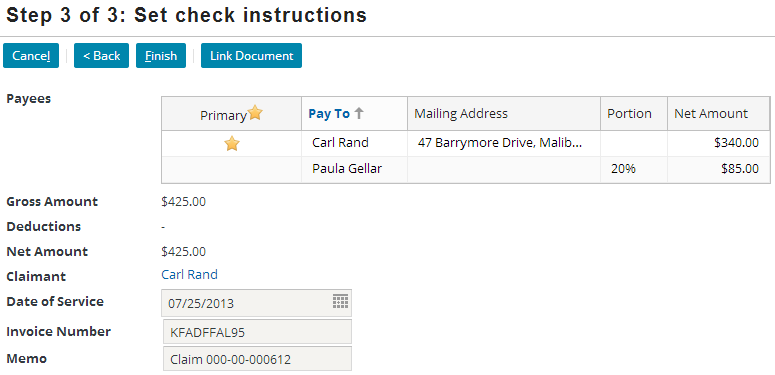 Step 3 of 3: Set check instructions
Cancel < Back Finish Link Document
Payees
Primary Pay To Mailing Address Portion Net Amount
Carl Rand 47 Barrymore Drive, Malib... $340.00
Paula Gellar 20% $85.00
Gross Amount $425.00
Deductions -
Net Amount $425.00
Claimant Carl Rand
Date of Service 07/25/2013
Invoice Number KFADFFAL95
Memo Claim 000-00-000612